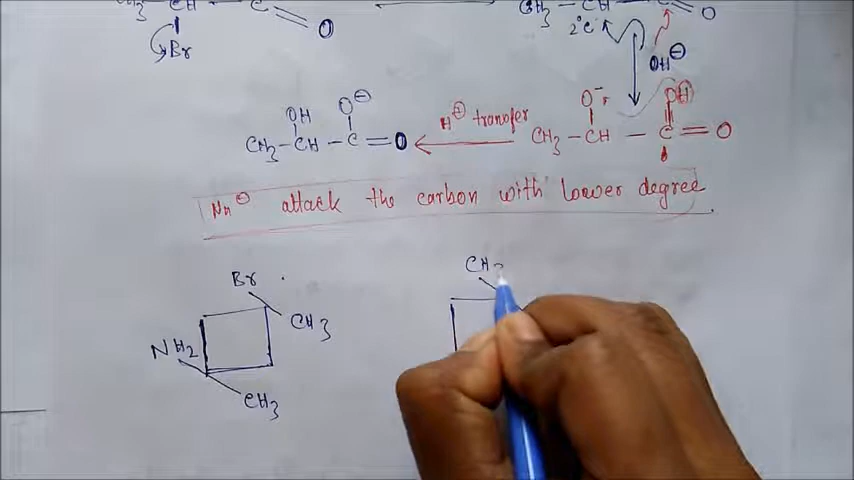 CH3 CH C O
Br
CH3 — CH C O
2°C
OH⊖
OH O⊖
CH3 — CH — C = O
H⊕ transfer
O⁻ OH
CH3 — CH — C = O
Nu⊖ attack the carbon with lower degree.
Br CH3
CH3
NH2
CH3